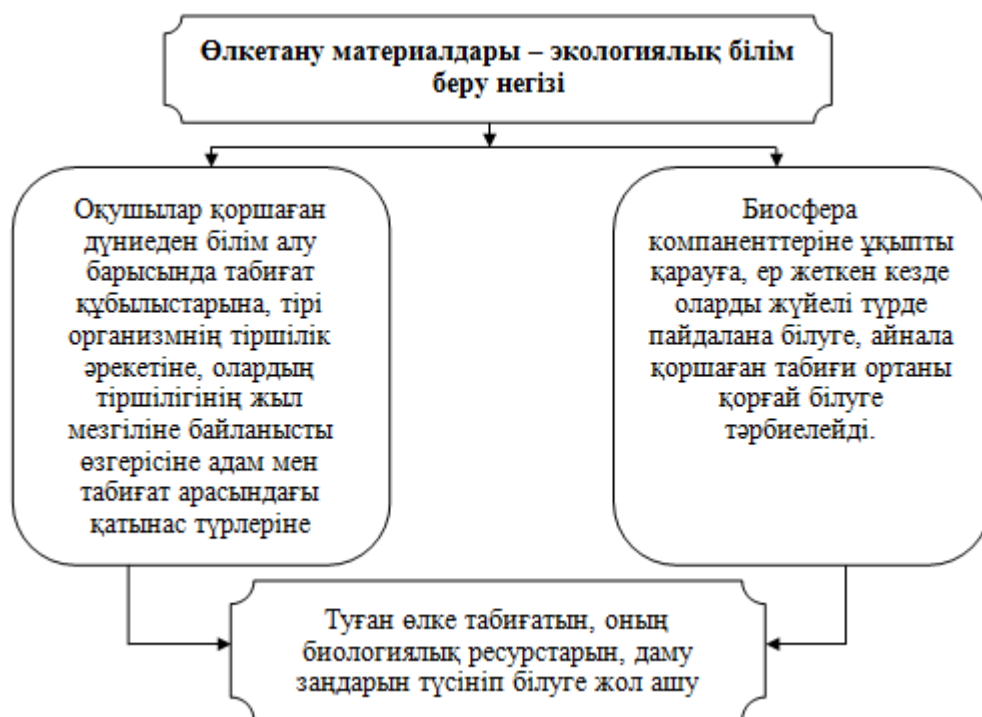 Өлкетану материалдары – экологиялық білім
беру негізі
Оқушылар қоршаған
дүниеден білім алу
барысында табиғат
құбылыстарына, тірі
организмнің тіршілік
әрекетіне, олардың
тіршілігінің жыл
мезгіліне байланысты
өзгерісіне адам мен
табиғат арасындағы
қатынас түрлеріне
Биосфера
компаненттеріне ұқыпты
қарауға, ер жеткен кезде
оларды жүйелі түрде
пайдалана білуге, айнала
қоршаған табиғи ортаны
қорғай білуге
тәрбиелейді.
Туған өлке табиғатын, оның
биологиялық ресурстарын, даму
заңдарын түсініп білуге жол ашу